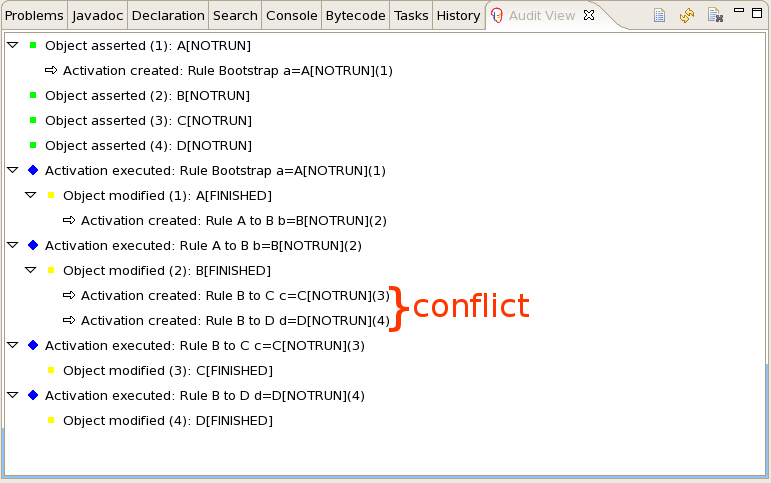 Problems Javadoc Declaration Search Console Bytecode Tasks History Audit View
Object asserted (1): A[NOTRUN]
Activation created: Rule Bootstrap a=A[NOTRUN](1)
Object asserted (2): B[NOTRUN]
Object asserted (3): C[NOTRUN]
Object asserted (4): D[NOTRUN]
Activation executed: Rule Bootstrap a=A[NOTRUN](1)
Object modified (1): A[FINISHED]
Activation created: Rule A to B b=B[NOTRUN](2)
Activation executed: Rule A to B b=B[NOTRUN](2)
Object modified (2): B[FINISHED]
Activation created: Rule B to C c=C[NOTRUN](3)
Activation created: Rule B to D d=D[NOTRUN](4)
}conflict
Activation executed: Rule B to C c=C[NOTRUN](3)
Object modified (3): C[FINISHED]
Activation executed: Rule B to D d=D[NOTRUN](4)
Object modified (4): D[FINISHED]